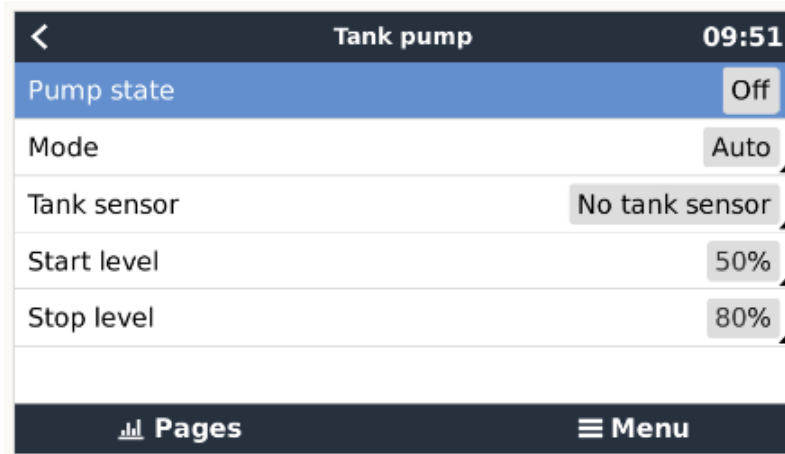 Tank pump 09:51
Pump state Off
Mode Auto
Tank sensor No tank sensor
Start level 50%
Stop level 80%
Pages Menu